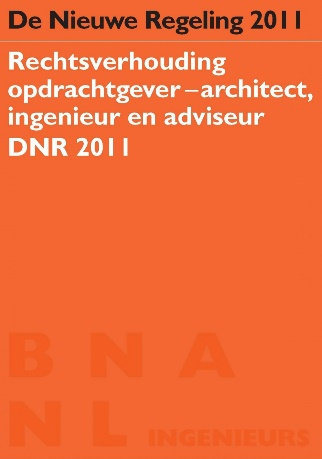 De Nieuwe Regeling 2011
Rechtsverhouding
opdrachtgever – architect,
ingenieur en adviseur
DNR 2011
B N A
N L INGENIEURS